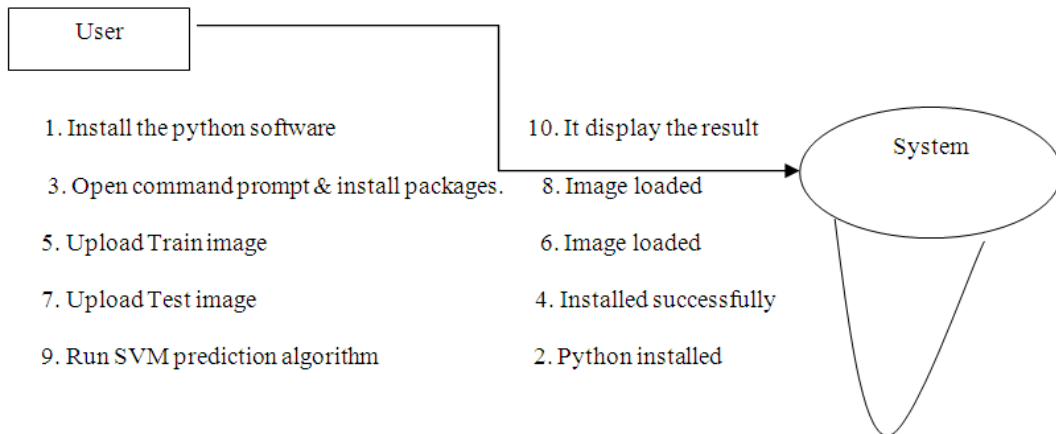 User
1. Install the python software
10. It display the result
System
3. Open command prompt & install packages.
8. Image loaded
5. Upload Train image
6. Image loaded
7. Upload Test image
4. Installed successfully
9. Run SVM prediction algorithm
2. Python installed